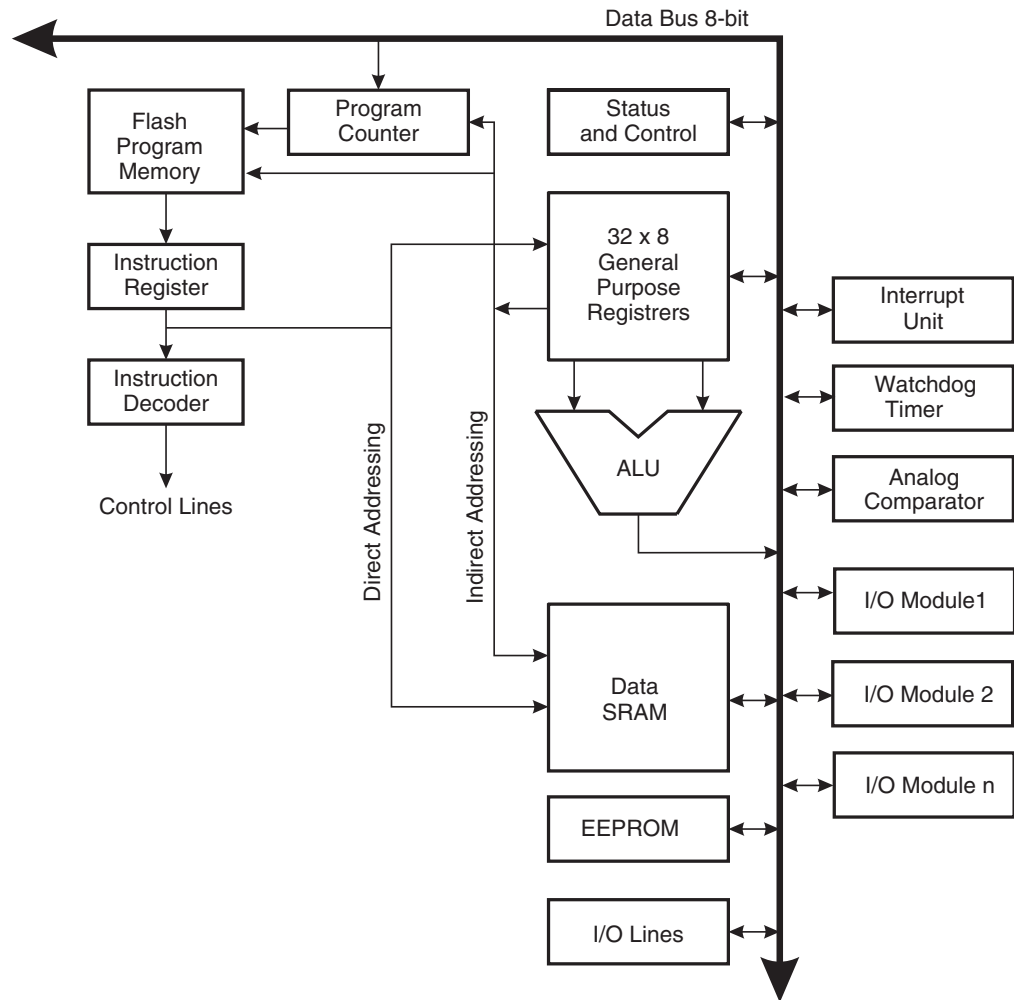 Data Bus 8-bit
Flash
Program
Memory
Program
Counter
Status
and Control
32 x 8
General
Purpose
Registrers
Instruction
Register
Instruction
Decoder
Control Lines
Direct Addressing
Indirect Addressing
ALU
Interrupt
Unit
Watchdog
Timer
Analog
Comparator
I/O Module1
Data
SRAM
I/O Module 2
I/O Module n
EEPROM
I/O Lines